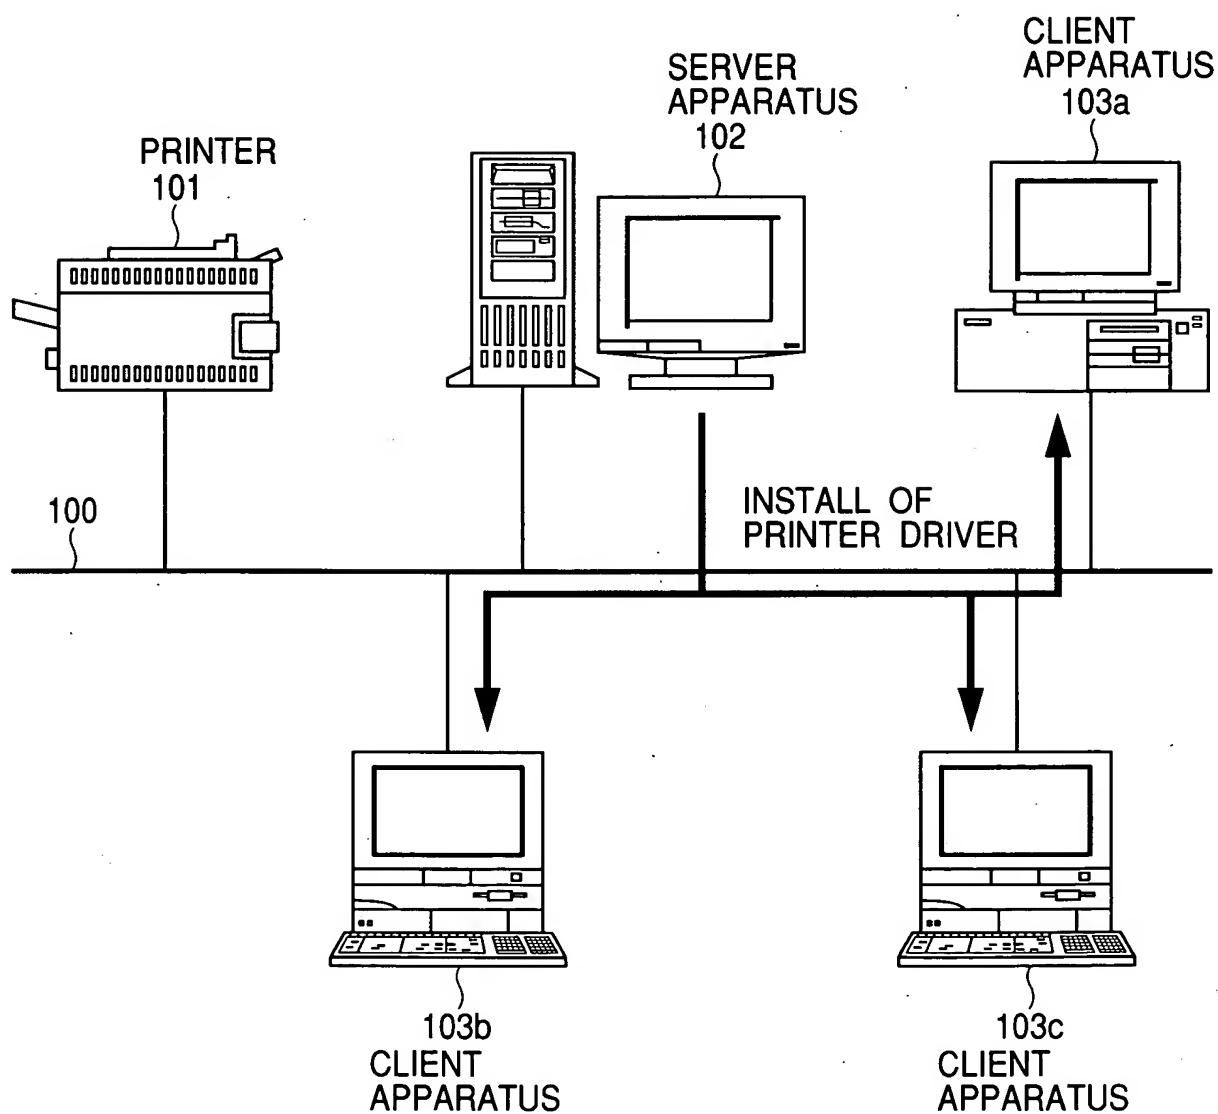 CLIENT
APPARATUS
103a
SERVER
APPARATUS
102
PRINTER
101
100
INSTALL OF
PRINTER DRIVER
103b
CLIENT
APPARATUS
103c
CLIENT
APPARATUS